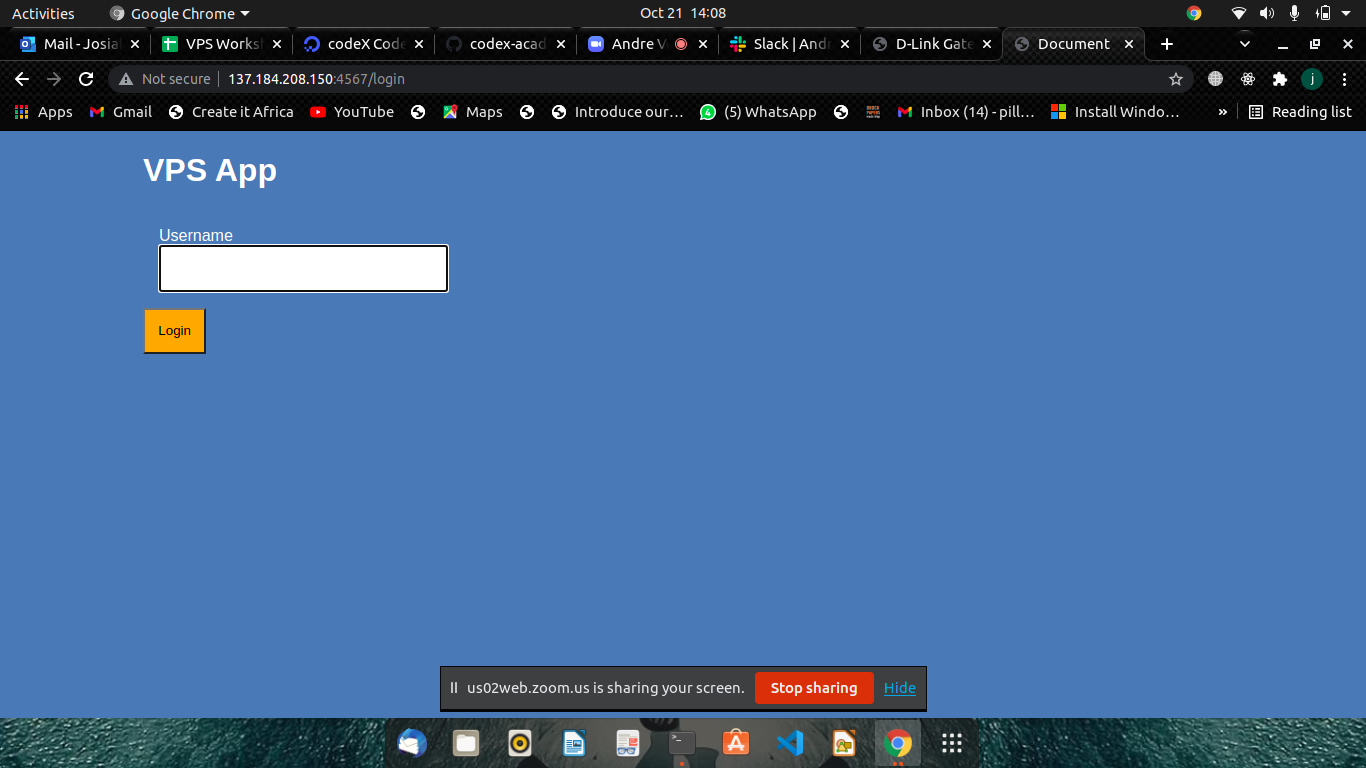 Activities Google Chrome Oct 21 14:08
Mail - Josia VPS Worksh codeX Code codex-acad Andre V Slack | And D-Link Gate Document
Not secure 137.184.208.150:4567/login
Apps Gmail Create it Africa YouTube Maps Introduce our… (5) WhatsApp Inbox (14) - pill… Install Windo… » Reading list
VPS App
Username
Login
us02web.zoom.us is sharing your screen. Stop sharing Hide